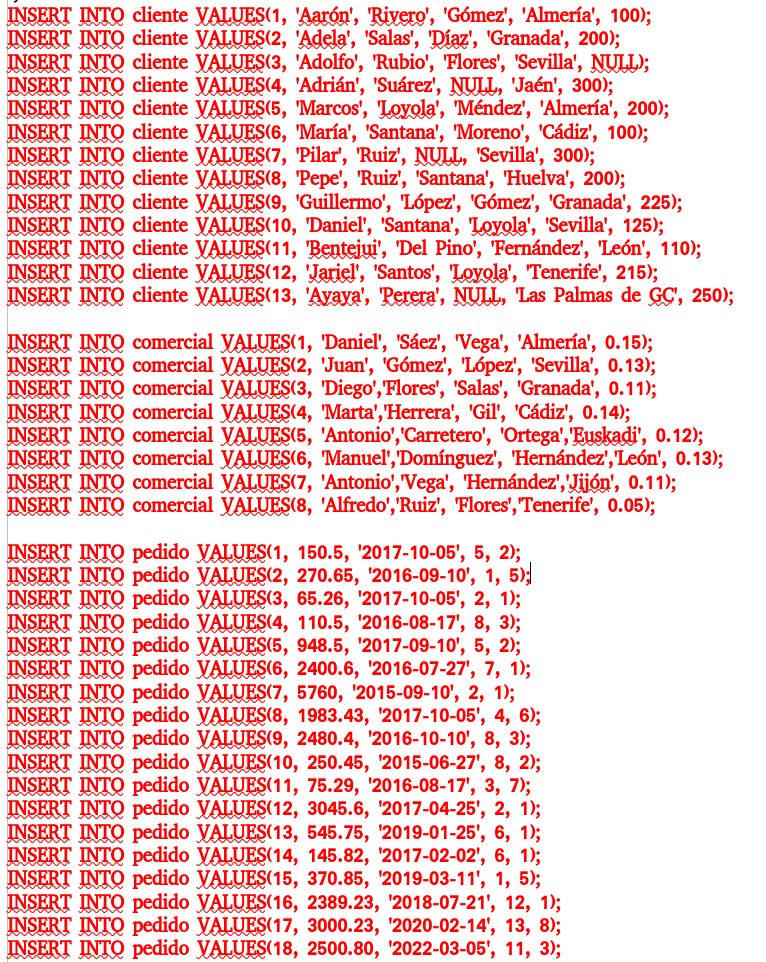 INSERT INTO cliente VALUES(1, 'Aarón', 'Rivero', 'Gómez', 'Almería', 100);
INSERT INTO cliente VALUES(2, 'Adela', 'Salas', 'Díaz', 'Granada', 200);
INSERT INTO cliente VALUES(3, 'Adolfo', 'Rubio', 'Flores', 'Sevilla', NULL);
INSERT INTO cliente VALUES(4, 'Adrián', 'Suárez', NULL, 'Jaén', 300);
INSERT INTO cliente VALUES(5, 'Marcos', 'Loyola', 'Méndez', 'Almería', 200);
INSERT INTO cliente VALUES(6, 'María', 'Santana', 'Moreno', 'Cádiz', 100);
INSERT INTO cliente VALUES(7, 'Pilar', 'Ruiz', NULL, 'Sevilla', 300);
INSERT INTO cliente VALUES(8, 'Pepe', 'Ruiz', 'Santana', 'Huelva', 200);
INSERT INTO cliente VALUES(9, 'Guillermo', 'López', 'Gómez', 'Granada', 225);
INSERT INTO cliente VALUES(10, 'Daniel', 'Santana', 'Loyola', 'Sevilla', 125);
INSERT INTO cliente VALUES(11, 'Bentejui', 'Del Pino', 'Fernández', 'León', 110);
INSERT INTO cliente VALUES(12, 'Jariel', 'Santos', 'Loyola', 'Tenerife', 215);
INSERT INTO cliente VALUES(13, 'Ayaya', 'Perera', NULL, 'Las Palmas de GC', 250);
INSERT INTO comercial VALUES(1, 'Daniel', 'Sáez', 'Vega', 'Almería', 0.15);
INSERT INTO comercial VALUES(2, 'Juan', 'Gómez', 'López', 'Sevilla', 0.13);
INSERT INTO comercial VALUES(3, 'Diego','Flores', 'Salas', 'Granada', 0.11);
INSERT INTO comercial VALUES(4, 'Marta','Herrera', 'Gil', 'Cádiz', 0.14);
INSERT INTO comercial VALUES(5, 'Antonio','Carretero', 'Ortega','Euskadi', 0.12);
INSERT INTO comercial VALUES(6, 'Manuel','Domínguez', 'Hernández','León', 0.13);
INSERT INTO comercial VALUES(7, 'Antonio','Vega', 'Hernández','Jijón', 0.11);
INSERT INTO comercial VALUES(8, 'Alfredo','Ruiz', 'Flores','Tenerife', 0.05);
INSERT INTO pedido VALUES(1, 150.5, '2017-10-05', 5, 2);
INSERT INTO pedido VALUES(2, 270.65, '2016-09-10', 1, 5);
INSERT INTO pedido VALUES(3, 65.26, '2017-10-05', 2, 1);
INSERT INTO pedido VALUES(4, 110.5, '2016-08-17', 8, 3);
INSERT INTO pedido VALUES(5, 948.5, '2017-09-10', 5, 2);
INSERT INTO pedido VALUES(6, 2400.6, '2016-07-27', 7, 1);
INSERT INTO pedido VALUES(7, 5760, '2015-09-10', 2, 1);
INSERT INTO pedido VALUES(8, 1983.43, '2017-10-05', 4, 6);
INSERT INTO pedido VALUES(9, 2480.4, '2016-10-10', 8, 3);
INSERT INTO pedido VALUES(10, 250.45, '2015-06-27', 8, 2);
INSERT INTO pedido VALUES(11, 75.29, '2016-08-17', 3, 7);
INSERT INTO pedido VALUES(12, 3045.6, '2017-04-25', 2, 1);
INSERT INTO pedido VALUES(13, 545.75, '2019-01-25', 6, 1);
INSERT INTO pedido VALUES(14, 145.82, '2017-02-02', 6, 1);
INSERT INTO pedido VALUES(15, 370.85, '2019-03-11', 1, 5);
INSERT INTO pedido VALUES(16, 2389.23, '2018-07-21', 12, 1);
INSERT INTO pedido VALUES(17, 3000.23, '2020-02-14', 13, 8);
INSERT INTO pedido VALUES(18, 2500.80, '2022-03-05', 11, 3);